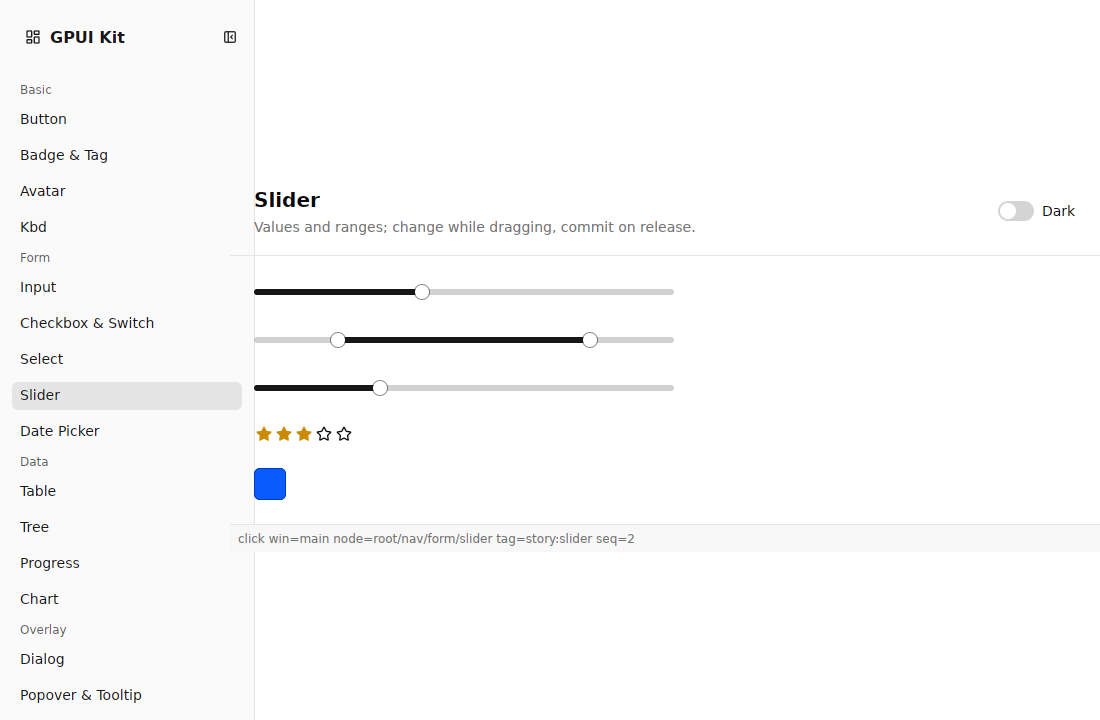 GPUI Kit
Basic
Button
Badge & Tag
Avatar
Kbd
Form
Input
Checkbox & Switch
Select
Slider
Date Picker
Data
Table
Tree
Progress
Chart
Overlay
Dialog
Popover & Tooltip
Slider
Values and ranges; change while dragging, commit on release.
Dark
click win=main node=root/nav/form/slider tag=story:slider seq=2